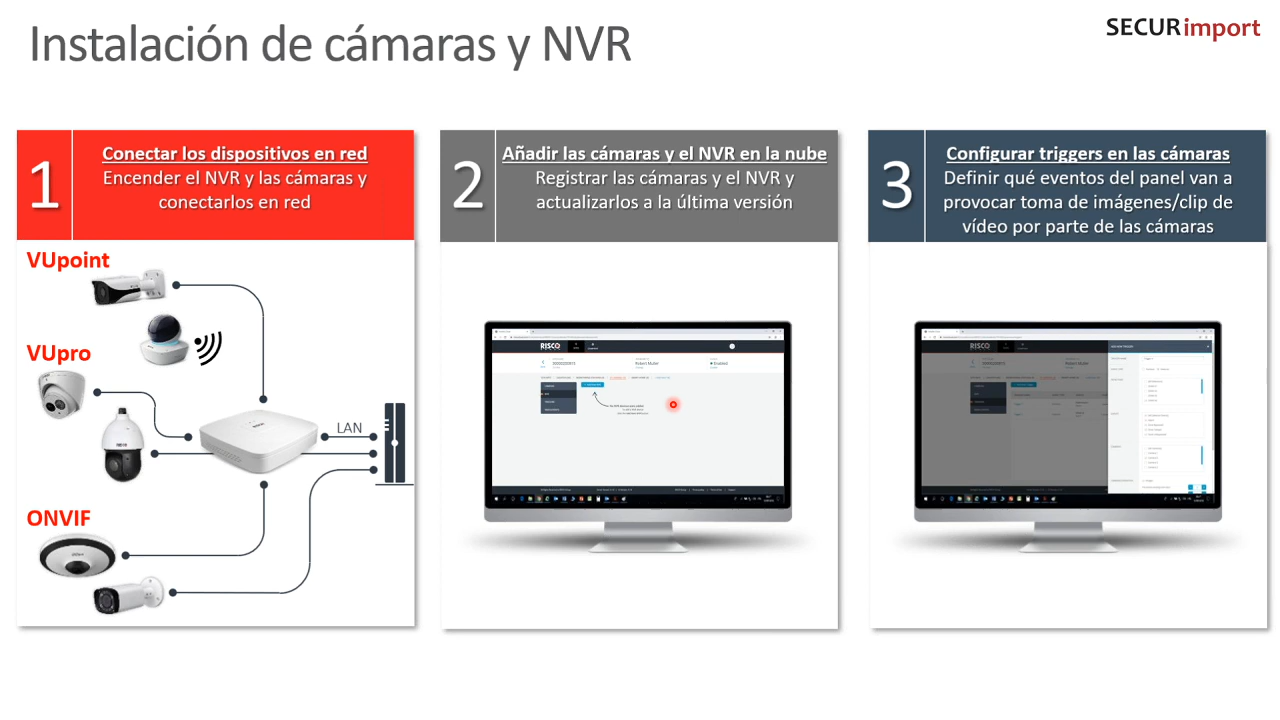 Instalación de cámaras y NVR
SECURimport
1
Conectar los dispositivos en red
Encender el NVR y las cámaras y
conectarlos en red
VUpoint
VUpro
ONVIF
LAN
2
Añadir las cámaras y el NVR en la nube
Registrar las cámaras y el NVR y
actualizarlos a la última versión
RISCO
3
Configurar triggers en las cámaras
Definir qué eventos del panel van a
provocar toma de imágenes/clip de
vídeo por parte de las cámaras
RISCO